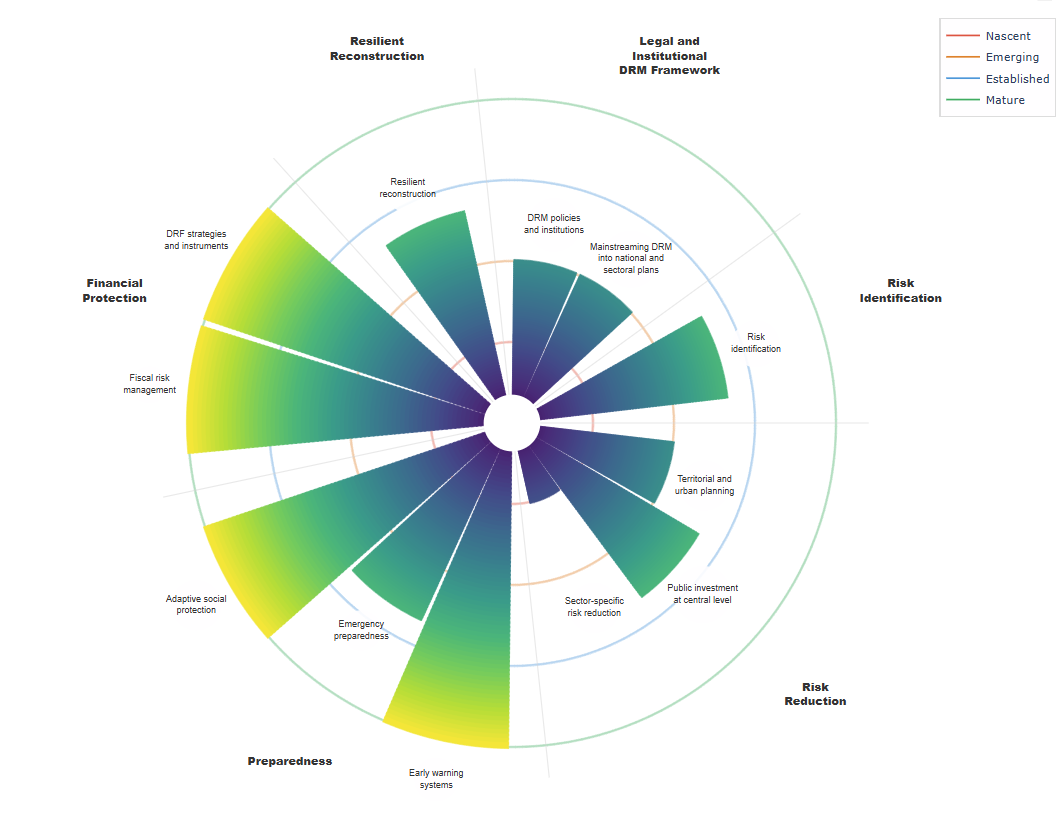 Resilient
Reconstruction
Legal and
Institutional
DRM Framework
Nascent
Emerging
Established
Mature
Resilient
reconstruction
DRM policies
and institutions
Mainstreaming DRM
into national and
sectoral plans
DRF strategies
and instruments
Financial
Protection
Risk
Identification
Risk
identification
Fiscal risk
management
Territorial and
urban planning
Public investment
at central level
Sector-specific
risk reduction
Adaptive social
protection
Emergency
preparedness
Risk
Reduction
Preparedness
Early warning
systems